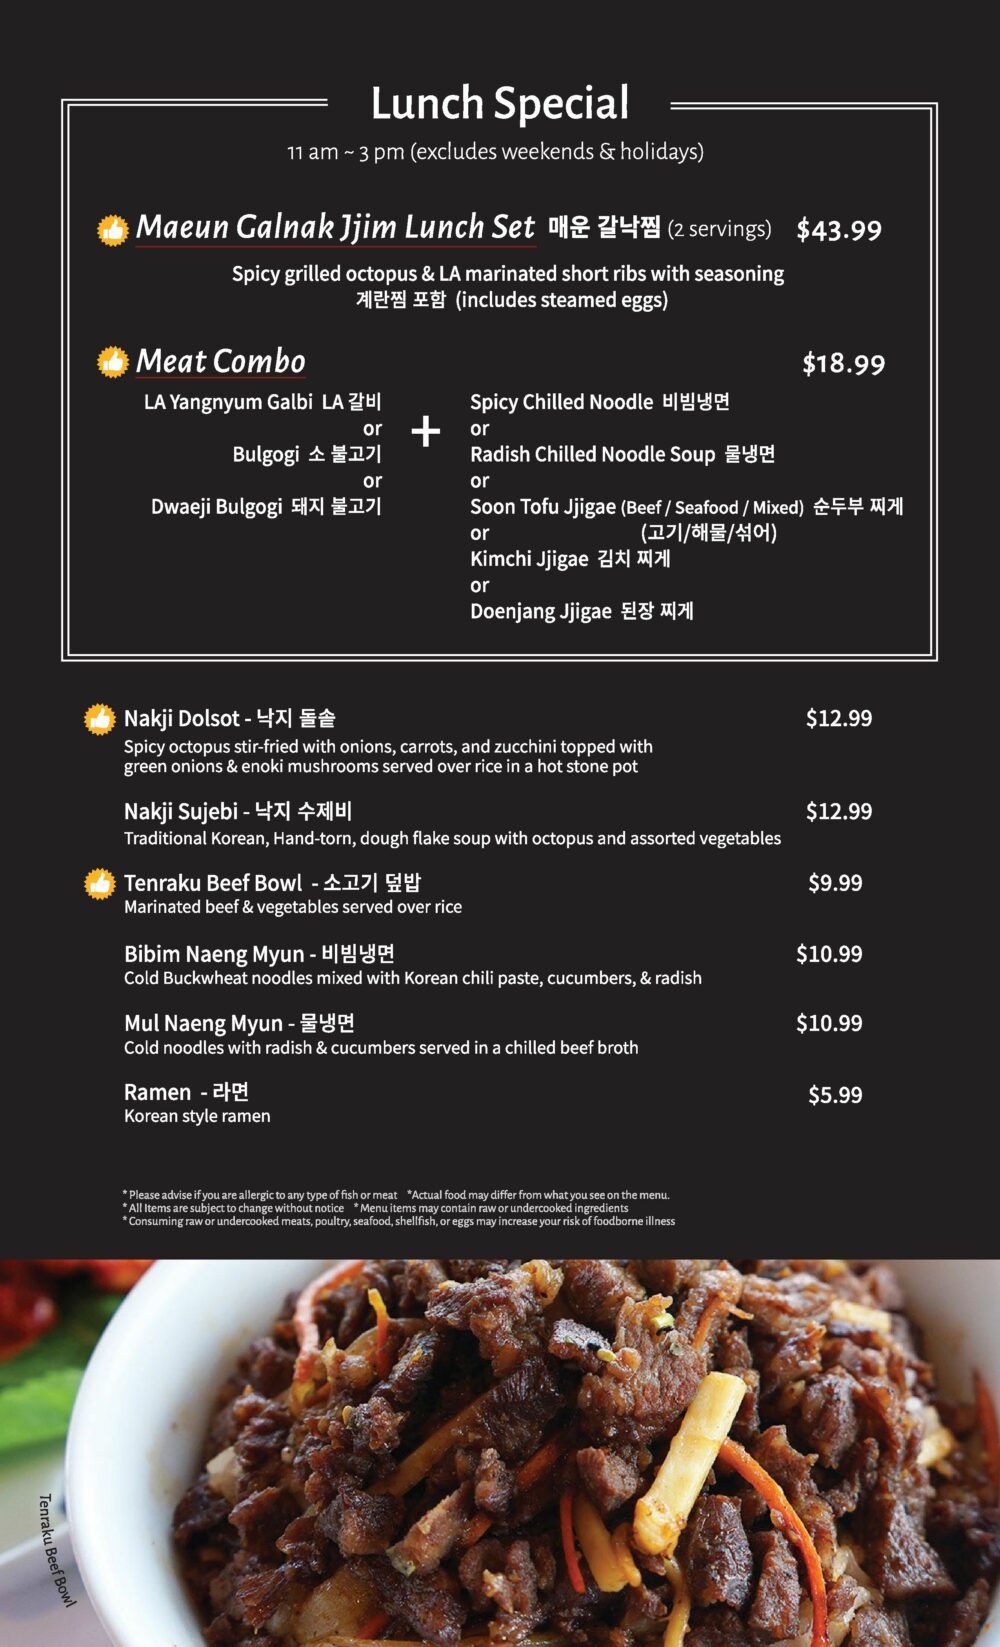 Lunch Special
11 am ~ 3 pm (excludes weekends & holidays)
Maeun Galnak Jjim Lunch Set 매운 갈낙찜 (2 servings) $43.99
Spicy grilled octopus & LA marinated short ribs with seasoning
계란찜 포함 (includes steamed eggs)
Meat Combo $18.99
LA Yangnyum Galbi LA 갈비
or
Bulgogi 소 불고기
or
Dwaeji Bulgogi 돼지 불고기
+
Spicy Chilled Noodle 비빔냉면
or
Radish Chilled Noodle Soup 물냉면
or
Soon Tofu Jjigae (Beef / Seafood / Mixed) 순두부 찌게
or (고기/해물/섞어)
Kimchi Jjigae 김치 찌게
or
Doenjang Jjigae 된장 찌게
Nakji Dolsot - 낙지 돌솥 $12.99
Spicy octopus stir-fried with onions, carrots, and zucchini topped with
green onions & enoki mushrooms served over rice in a hot stone pot
Nakji Sujebi - 낙지 수제비 $12.99
Traditional Korean, Hand-torn, dough flake soup with octopus and assorted vegetables
Tenraku Beef Bowl - 소고기 덮밥 $9.99
Marinated beef & vegetables served over rice
Bibim Naeng Myun - 비빔냉면 $10.99
Cold Buckwheat noodles mixed with Korean chili paste, cucumbers, & radish
Mul Naeng Myun - 물냉면 $10.99
Cold noodles with radish & cucumbers served in a chilled beef broth
Ramen - 라면 $5.99
Korean style ramen
* Please advise if you are allergic to any type of fish or meat *Actual food may differ from what you see on the menu.
* All Items are subject to change without notice * Menu items may contain raw or undercooked ingredients
* Consuming raw or undercooked meats, poultry, seafood, shellfish, or eggs may increase your risk of foodborne illness
Tenraku Beef Bowl